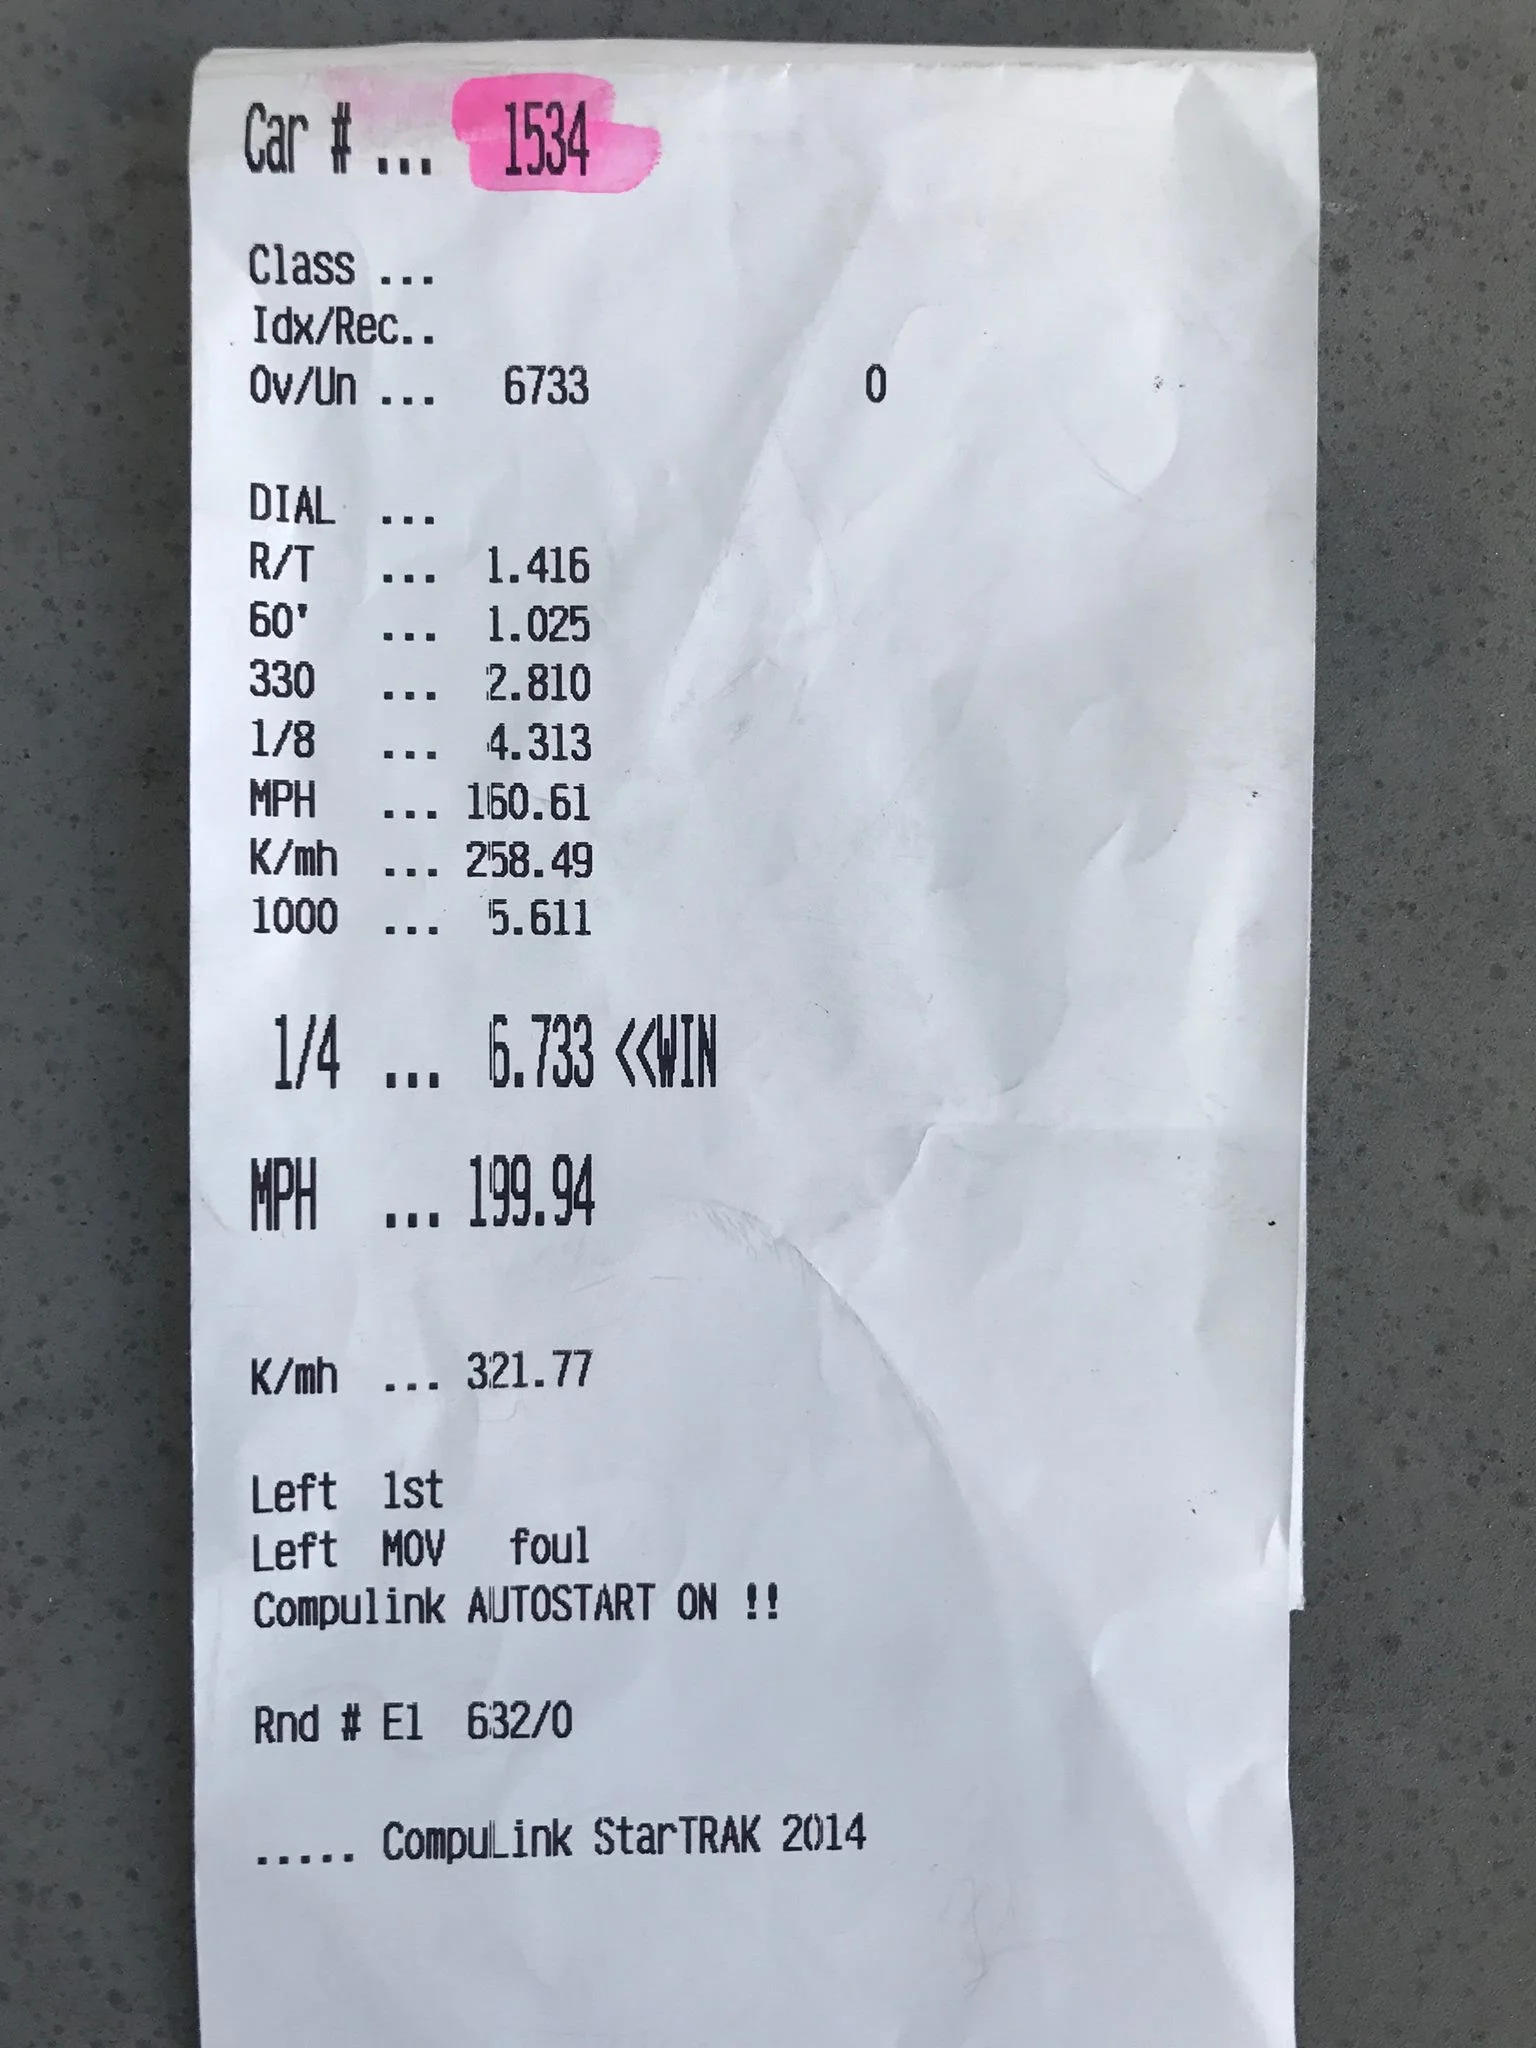 Car # ... 1534
Class ...
Idx/Rec..
Ov/Un ... 6733 0
DIAL ...
R/T ... 1.416
60' ... 1.025
330 ... 2.810
1/8 ... 4.313
MPH ... 160.61
K/mh ... 258.49
1000 ... 5.611
1/4 ... 6.733 <<WIN
MPH ... 199.94
K/mh ... 321.77
Left 1st
Left MOV foul
Compulink AUTOSTART ON !!
Rnd # E1 632/0
..... CompuLink StarTRAK 2014